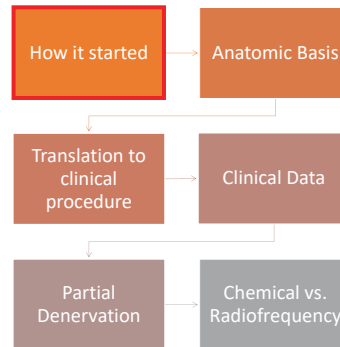 How it started
Anatomic Basis
Translation to
clinical
procedure
Clinical Data
Partial
Denervation
Chemical vs.
Radiofrequency